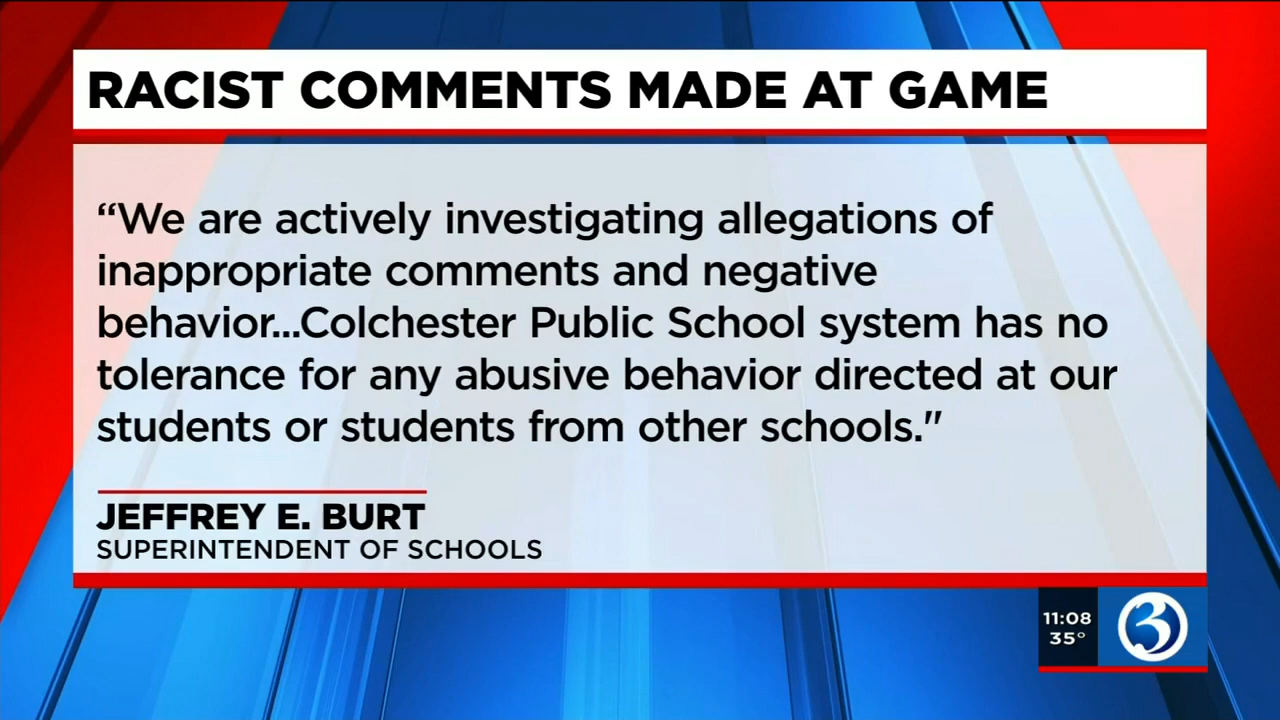 RACIST COMMENTS MADE AT GAME
“We are actively investigating allegations of
inappropriate comments and negative
behavior...Colchester Public School system has no
tolerance for any abusive behavior directed at our
students or students from other schools."
JEFFREY E. BURT
SUPERINTENDENT OF SCHOOLS
11:08
35°
3